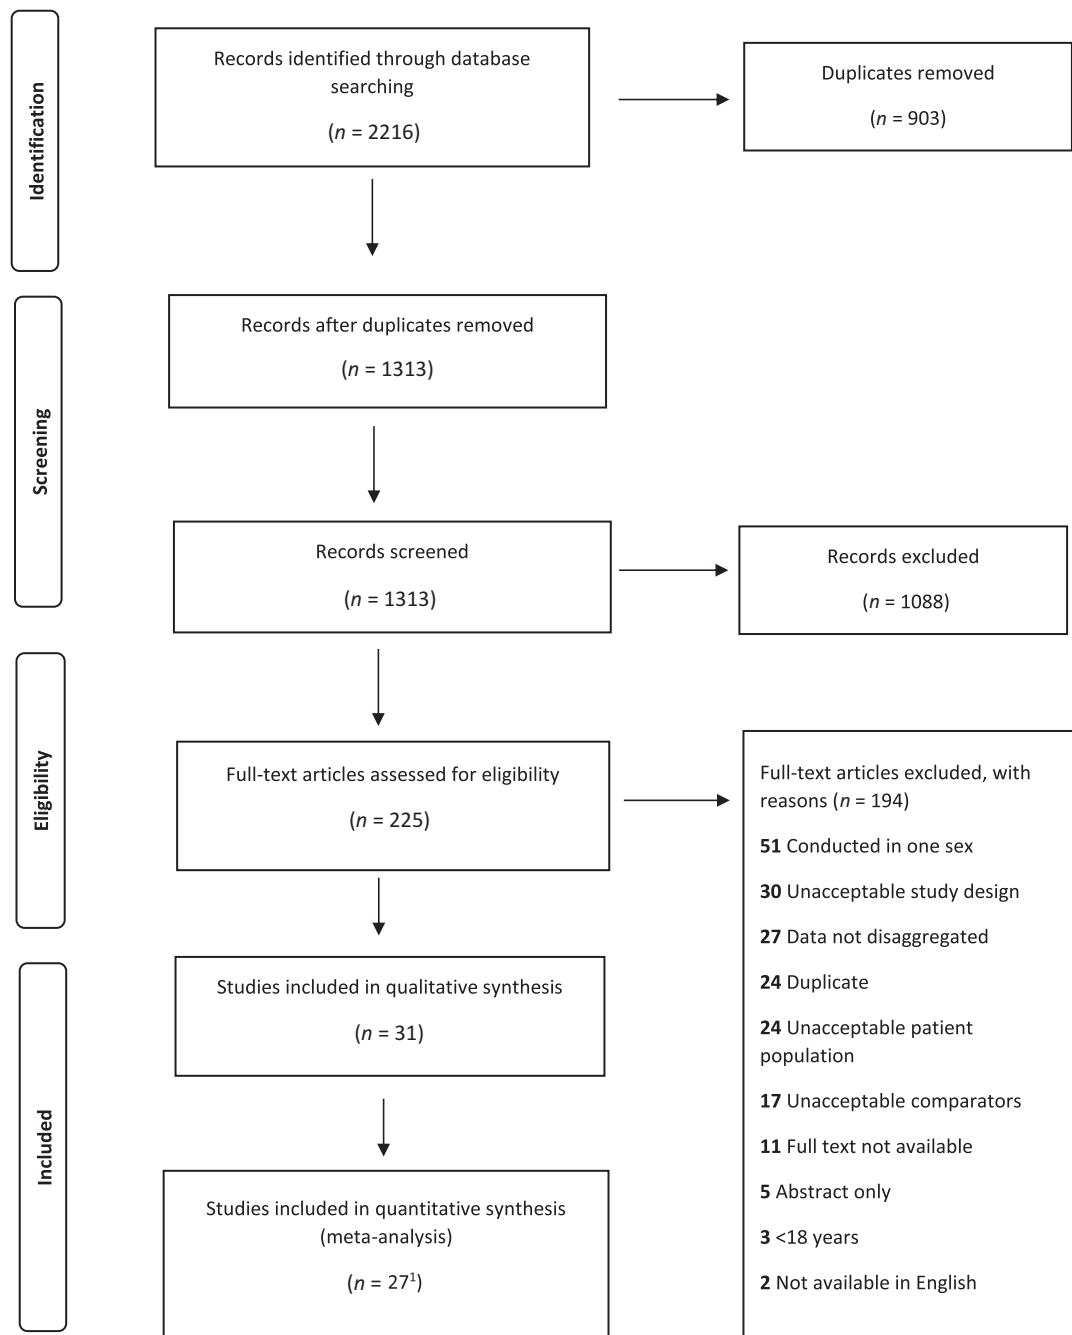 Identification
Records identified through database
searching
(n = 2216)
Duplicates removed
(n = 903)
Screening
Records after duplicates removed
(n = 1313)
Records screened
(n = 1313)
Records excluded
(n = 1088)
Eligibility
Full-text articles assessed for eligibility
(n = 225)
Full-text articles excluded, with
reasons (n = 194)
51 Conducted in one sex
30 Unacceptable study design
27 Data not disaggregated
24 Duplicate
24 Unacceptable patient
population
17 Unacceptable comparators
11 Full text not available
5 Abstract only
3 <18 years
2 Not available in English
Included
Studies included in qualitative synthesis
(n = 31)
Studies included in quantitative synthesis
(meta-analysis)
(n = 27¹)